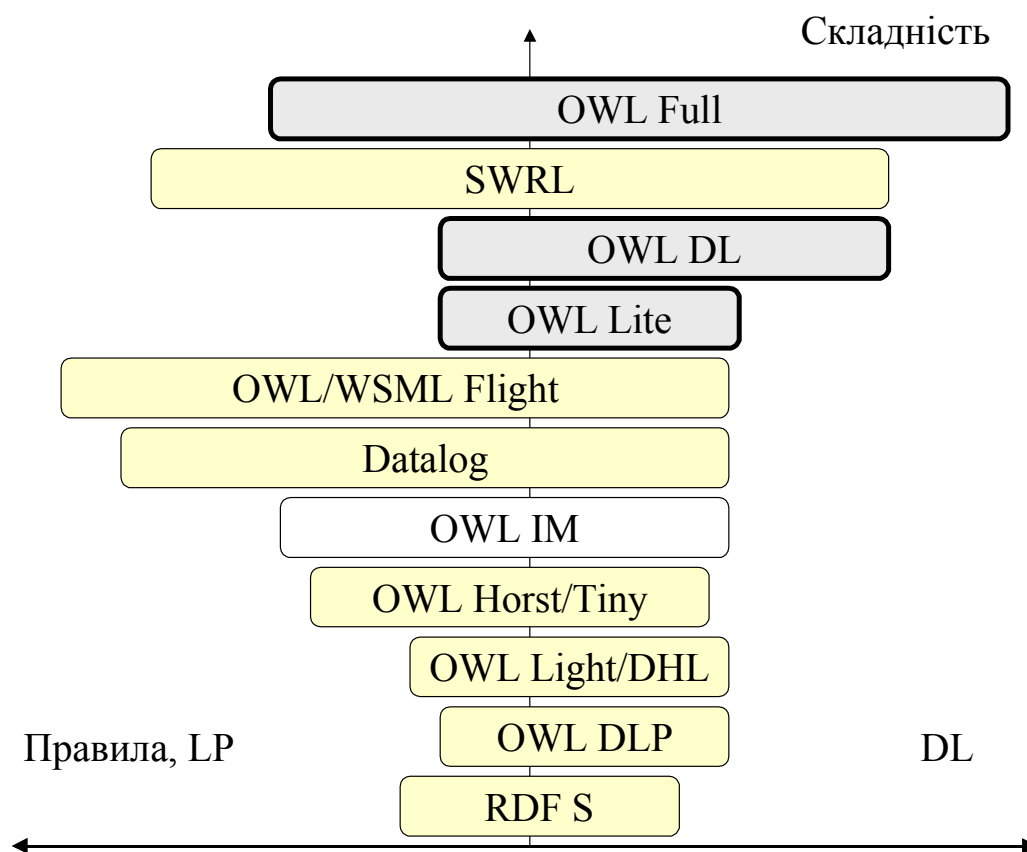 Складність
OWL Full
SWRL
OWL DL
OWL Lite
OWL/WSML Flight
Datalog
OWL IM
OWL Horst/Tiny
OWL Light/DHL
OWL DLP
Правила, LP
DL
RDF S